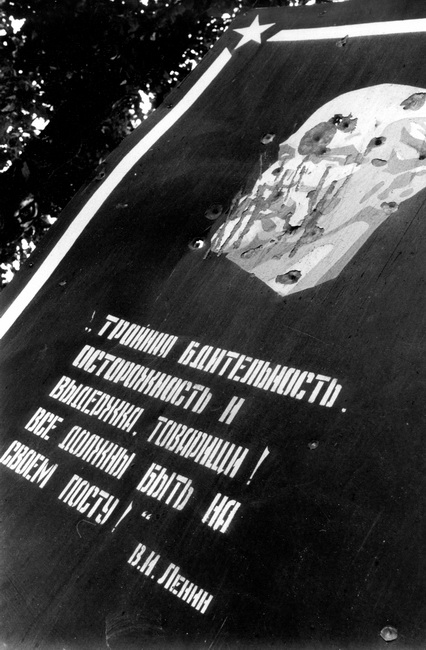 „ТРОЙНАЯ БДИТЕЛЬНОСТЬ,
ОСТОРОЖНОСТЬ И
ВЫДЕРЖКА, ТОВАРИЩИ!
ВСЕ ДОЛЖНЫ БЫТЬ НА
СВОЕМ ПОСТУ!“
В.И. ЛЕНИН